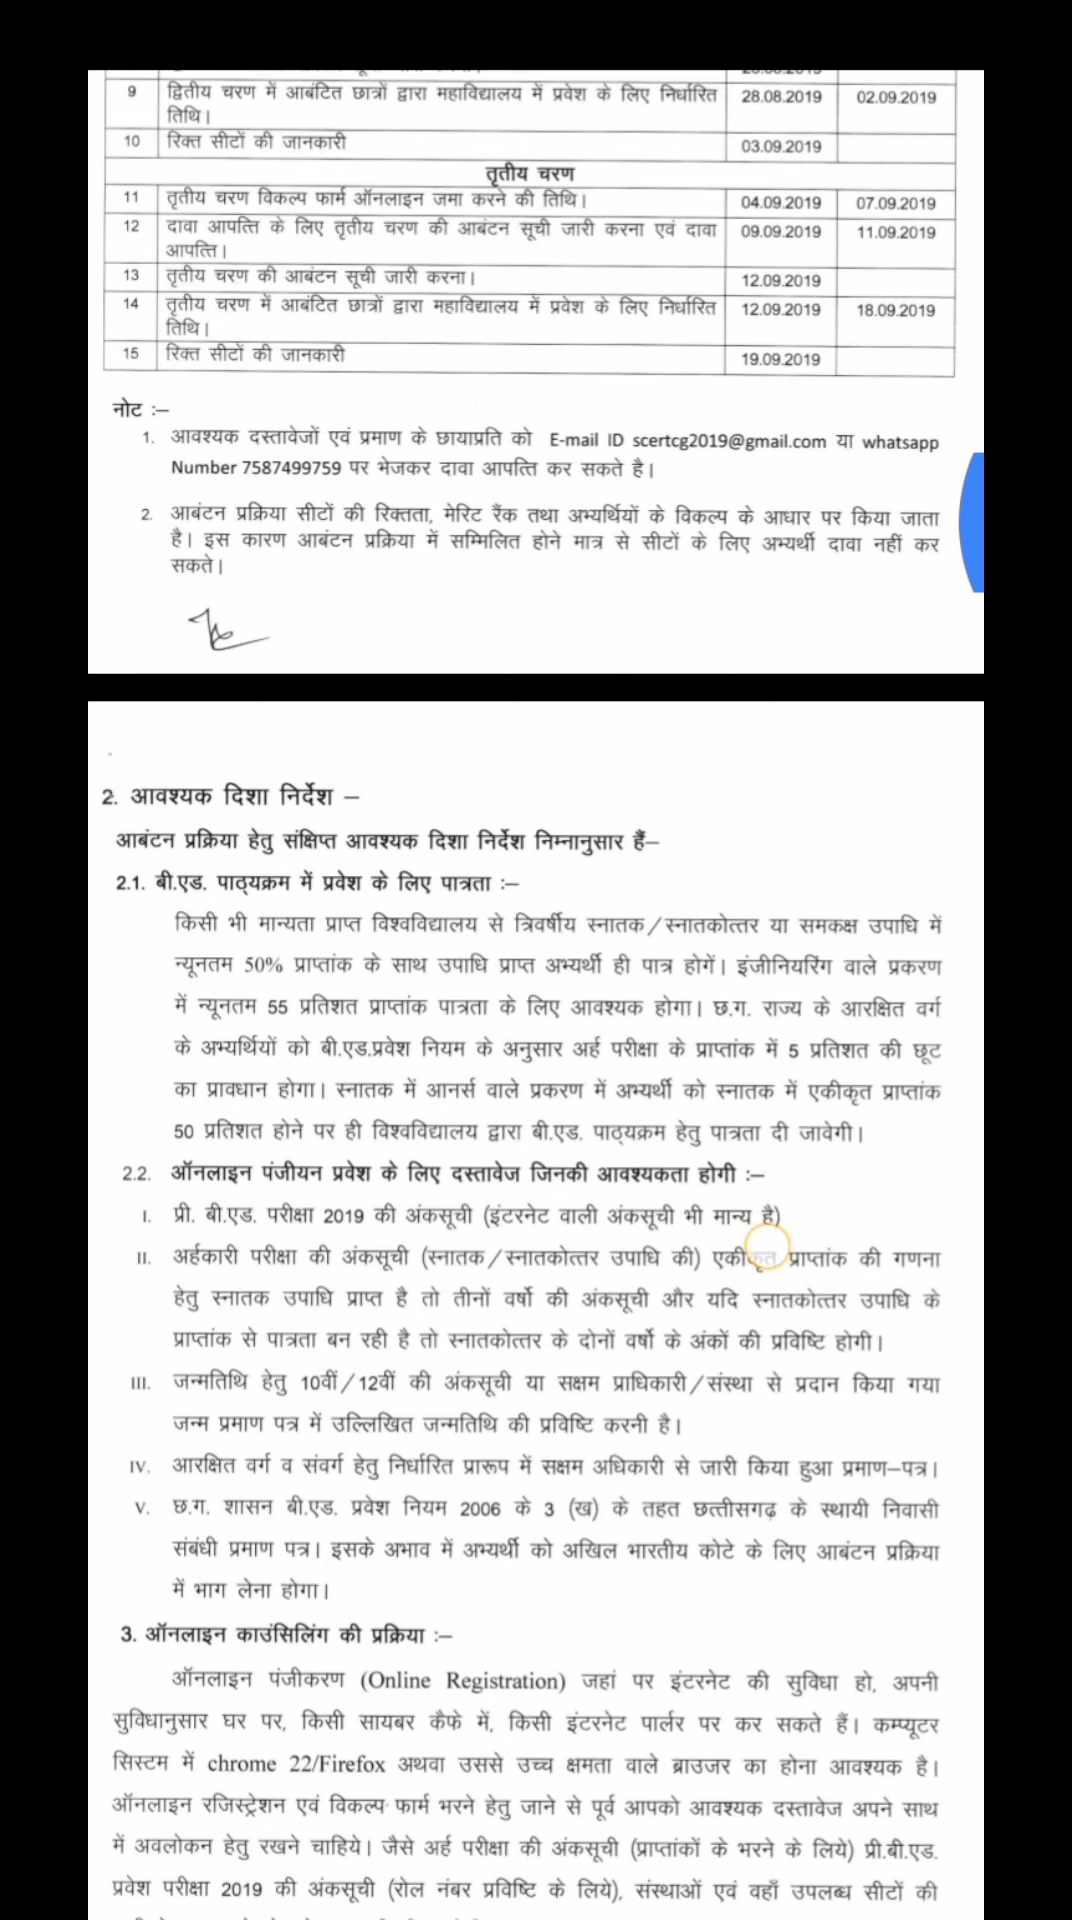 9 द्वितीय चरण में आबंटित छात्रों द्वारा महाविद्यालय में प्रवेश के लिए निर्धारित 28.08.2019 02.09.2019
तिथि।
10 रिक्त सीटों की जानकारी 03.09.2019
तृतीय चरण
11 तृतीय चरण विकल्प फार्म ऑनलाइन जमा करने की तिथि। 04.09.2019 07.09.2019
12 दावा आपत्ति के लिए तृतीय चरण की आबंटन सूची जारी करना एवं दावा 09.09.2019 11.09.2019
आपत्ति।
13 तृतीय चरण की आबंटन सूची जारी करना। 12.09.2019
14 तृतीय चरण में आबंटित छात्रों द्वारा महाविद्यालय में प्रवेश के लिए निर्धारित 12.09.2019 18.09.2019
तिथि।
15 रिक्त सीटों की जानकारी 19.09.2019
नोट :–
1. आवश्यक दस्तावेजों एवं प्रमाण के छायाप्रति को E-mail ID scertcg2019@gmail.com या whatsapp
Number 7587499759 पर भेजकर दावा आपत्ति कर सकते है।
2. आबंटन प्रक्रिया सीटों की रिक्तता, मेरिट रैंक तथा अभ्यर्थियों के विकल्प के आधार पर किया जाता
है। इस कारण आबंटन प्रक्रिया में सम्मिलित होने मात्र से सीटों के लिए अभ्यर्थी दावा नहीं कर
सकते।
2. आवश्यक दिशा निर्देश –
आबंटन प्रक्रिया हेतु संक्षिप्त आवश्यक दिशा निर्देश निम्नानुसार हैं–
2.1. बी.एड. पाठ्यक्रम में प्रवेश के लिए पात्रता :–
किसी भी मान्यता प्राप्त विश्वविद्यालय से त्रिवर्षीय स्नातक/स्नातकोत्तर या समकक्ष उपाधि में
न्यूनतम 50% प्राप्तांक के साथ उपाधि प्राप्त अभ्यर्थी ही पात्र होगें। इंजीनियरिंग वाले प्रकरण
में न्यूनतम 55 प्रतिशत प्राप्तांक पात्रता के लिए आवश्यक होगा। छ.ग. राज्य के आरक्षित वर्ग
के अभ्यर्थियों को बी.एड.प्रवेश नियम के अनुसार अर्ह परीक्षा के प्राप्तांक में 5 प्रतिशत की छूट
का प्रावधान होगा। स्नातक में आनर्स वाले प्रकरण में अभ्यर्थी को स्नातक में एकीकृत प्राप्तांक
50 प्रतिशत होने पर ही विश्वविद्यालय द्वारा बी.एड. पाठ्यक्रम हेतु पात्रता दी जावेगी।
2.2. ऑनलाइन पंजीयन प्रवेश के लिए दस्तावेज जिनकी आवश्यकता होगी :–
I. प्री. बी.एड. परीक्षा 2019 की अंकसूची (इंटरनेट वाली अंकसूची भी मान्य है)
II. अर्हकारी परीक्षा की अंकसूची (स्नातक/स्नातकोत्तर उपाधि की) एकीकृत प्राप्तांक की गणना
हेतु स्नातक उपाधि प्राप्त है तो तीनों वर्षो की अंकसूची और यदि स्नातकोत्तर उपाधि के
प्राप्तांक से पात्रता बन रही है तो स्नातकोत्तर के दोनों वर्षो के अंकों की प्रविष्टि होगी।
III. जन्मतिथि हेतु 10वीं/12वीं की अंकसूची या सक्षम प्राधिकारी/संस्था से प्रदान किया गया
जन्म प्रमाण पत्र में उल्लिखित जन्मतिथि की प्रविष्टि करनी है।
IV. आरक्षित वर्ग व संवर्ग हेतु निर्धारित प्रारूप में सक्षम अधिकारी से जारी किया हुआ प्रमाण–पत्र।
V. छ.ग. शासन बी.एड. प्रवेश नियम 2006 के 3 (ख) के तहत छत्तीसगढ़ के स्थायी निवासी
संबंधी प्रमाण पत्र। इसके अभाव में अभ्यर्थी को अखिल भारतीय कोटे के लिए आबंटन प्रक्रिया
में भाग लेना होगा।
3. ऑनलाइन काउंसिलिंग की प्रक्रिया :–
ऑनलाइन पंजीकरण (Online Registration) जहां पर इंटरनेट की सुविधा हो, अपनी
सुविधानुसार घर पर, किसी सायबर कैफे में, किसी इंटरनेट पार्लर पर कर सकते हैं। कम्प्यूटर
सिस्टम में chrome 22/Firefox अथवा उससे उच्च क्षमता वाले ब्राउजर का होना आवश्यक है।
ऑनलाइन रजिस्ट्रेशन एवं विकल्प फार्म भरने हेतु जाने से पूर्व आपको आवश्यक दस्तावेज अपने साथ
में अवलोकन हेतु रखने चाहिये। जैसे अर्ह परीक्षा की अंकसूची (प्राप्तांकों के भरने के लिये) प्री.बी.एड.
प्रवेश परीक्षा 2019 की अंकसूची (रोल नंबर प्रविष्टि के लिये), संस्थाओं एवं वहाँ उपलब्ध सीटों की